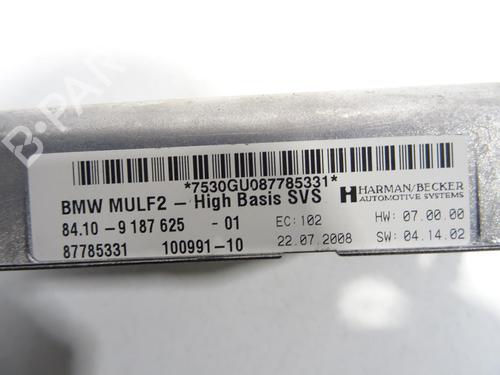 B-PARTS
*7530GU087785331*
BMW MULF2 – High Basis SVS
HARMAN/BECKER
AUTOMOTIVE SYSTEMS
84.10 -9 187 625 -01 EC: 102 HW: 07.00.00
87785331 100991-10 22.07.2008 SW: 04.14.02